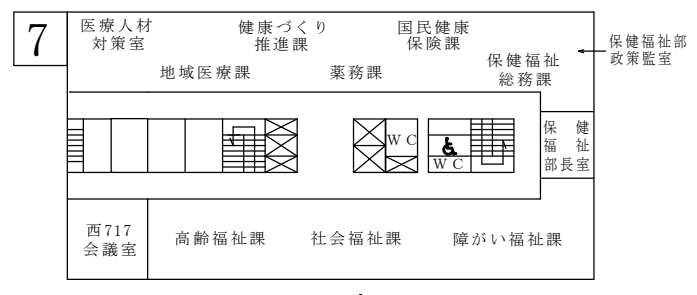 7
医療人材
対策室
健康づくり
推進課
国民健康
保険課
地域医療課
薬務課
保健福祉
総務課
保健福祉部
政策監室
WC
WC
保健
福祉
部長室
西717
会議室
高齢福祉課
社会福祉課
障がい福祉課